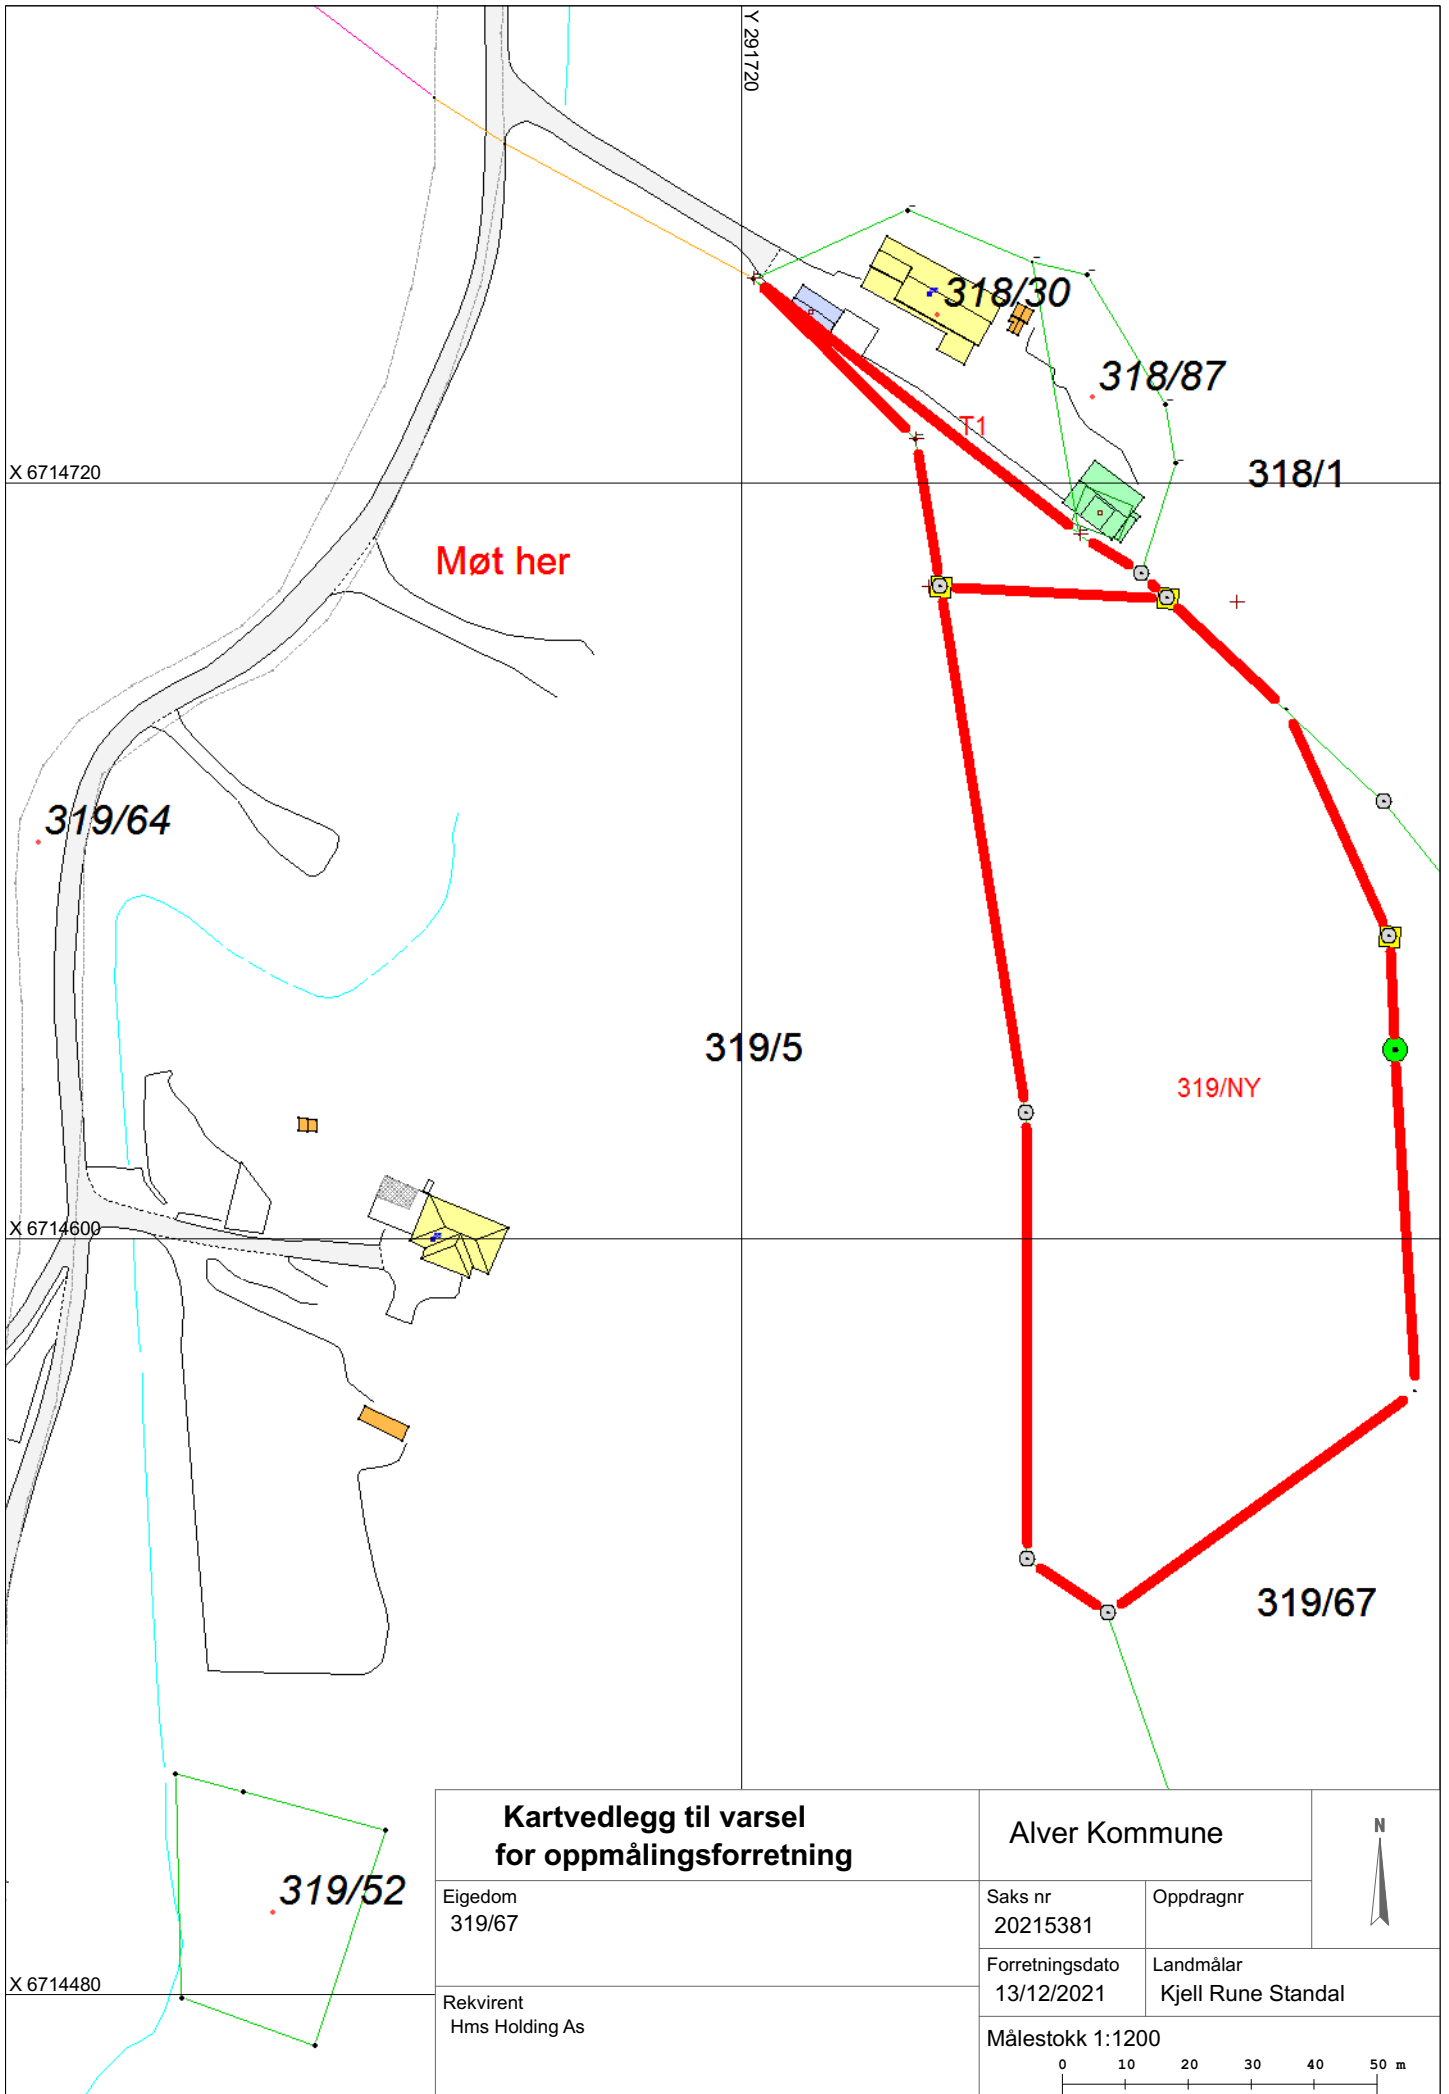 Y 291720
318/30
318/87
T1
X 6714720
318/1
Møt her
319/64
319/5
319/NY
X 6714600
319/67
319/52
X 6714480
Kartvedlegg til varsel
for oppmålingsforretning
Alver Kommune
N
Eigedom
319/67
Saks nr
20215381
Oppdragnr
Forretningsdato
13/12/2021
Landmålar
Kjell Rune Standal
Rekvirent
Hms Holding As
Målestokk 1:1200
0 10 20 30 40 50 m